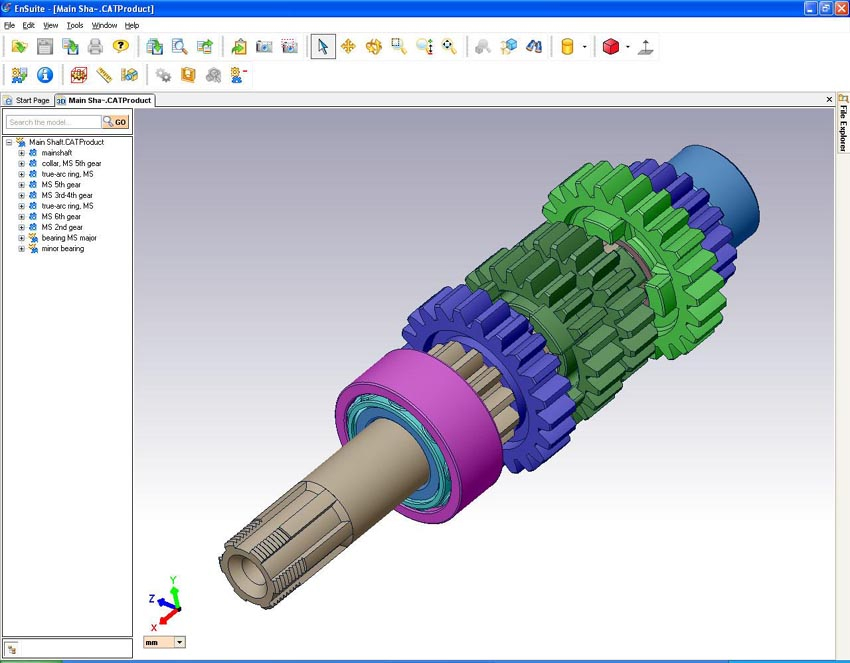 EnSuite - [Main Sha~.CATProduct]
File Edit View Tools Window Help
Start Page 3D Main Sha~.CATProduct
Search the model... GO
Main Shaft.CATProduct
mainshaft
collar, MS 5th gear
true-arc ring, MS
MS 5th gear
MS 3rd-4th gear
true-arc ring, MS
MS 6th gear
MS 2nd gear
bearing MS major
minor bearing
File Explorer
Y
Z
X
mm